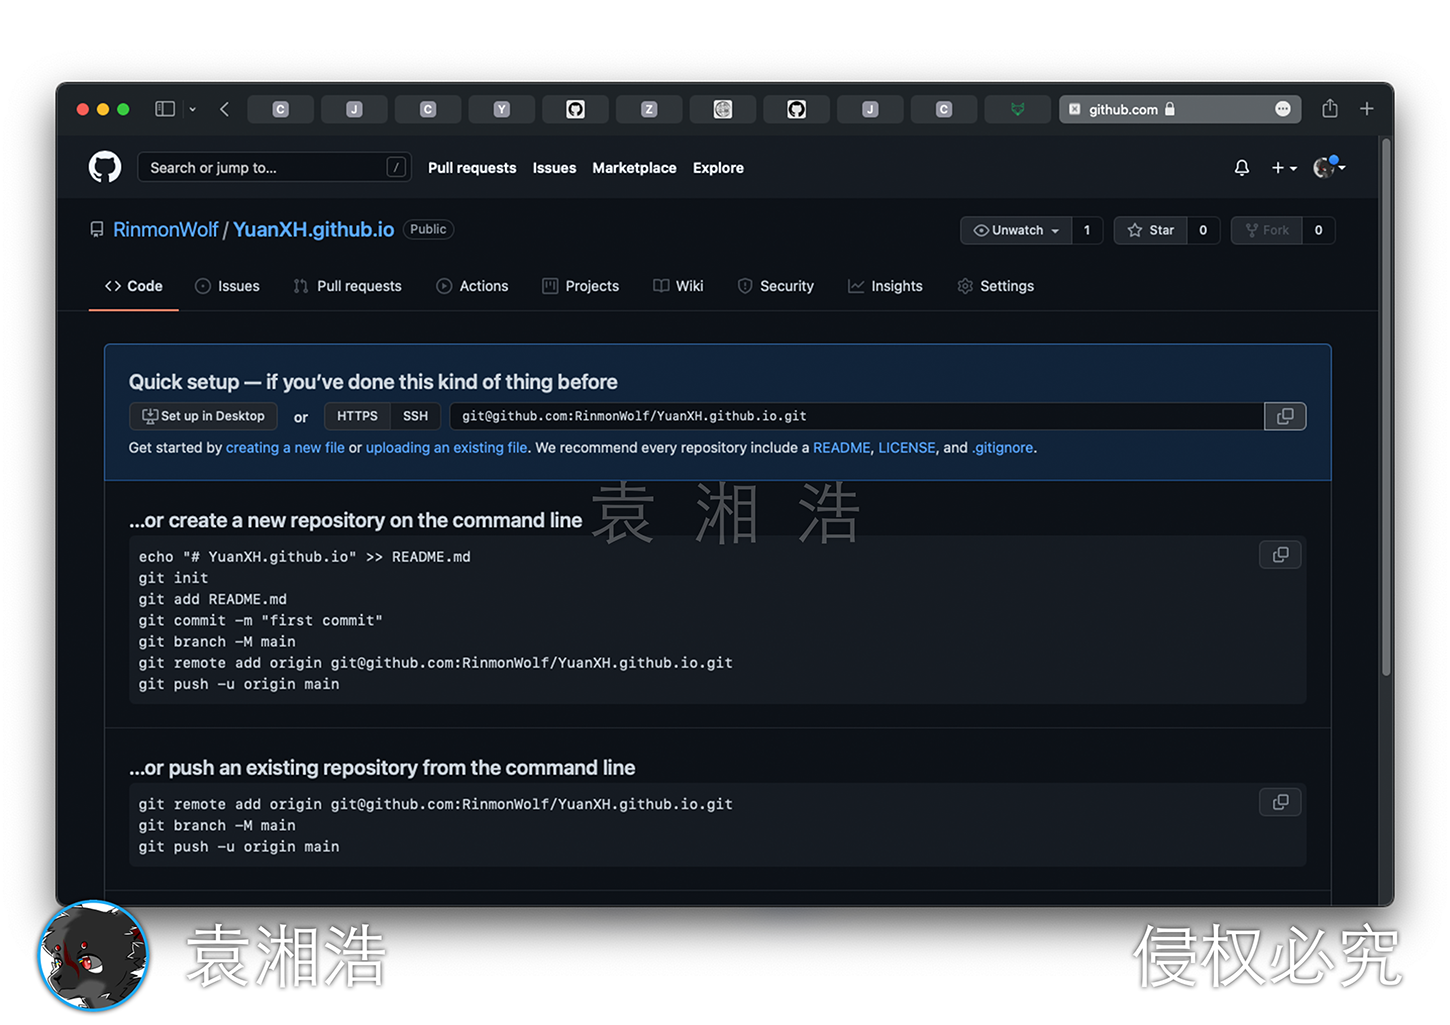 C J C Y Z J C github.com
Search or jump to... / Pull requests Issues Marketplace Explore
RinmonWolf / YuanXH.github.io Public Unwatch 1 Star 0 Fork 0
Code Issues Pull requests Actions Projects Wiki Security Insights Settings
Quick setup — if you’ve done this kind of thing before
Set up in Desktop or HTTPS SSH git@github.com:RinmonWolf/YuanXH.github.io.git
Get started by creating a new file or uploading an existing file. We recommend every repository include a README, LICENSE, and .gitignore.
袁 湘 浩
…or create a new repository on the command line
echo "# YuanXH.github.io" >> README.md
git init
git add README.md
git commit -m "first commit"
git branch -M main
git remote add origin git@github.com:RinmonWolf/YuanXH.github.io.git
git push -u origin main
…or push an existing repository from the command line
git remote add origin git@github.com:RinmonWolf/YuanXH.github.io.git
git branch -M main
git push -u origin main
袁湘浩 侵权必究